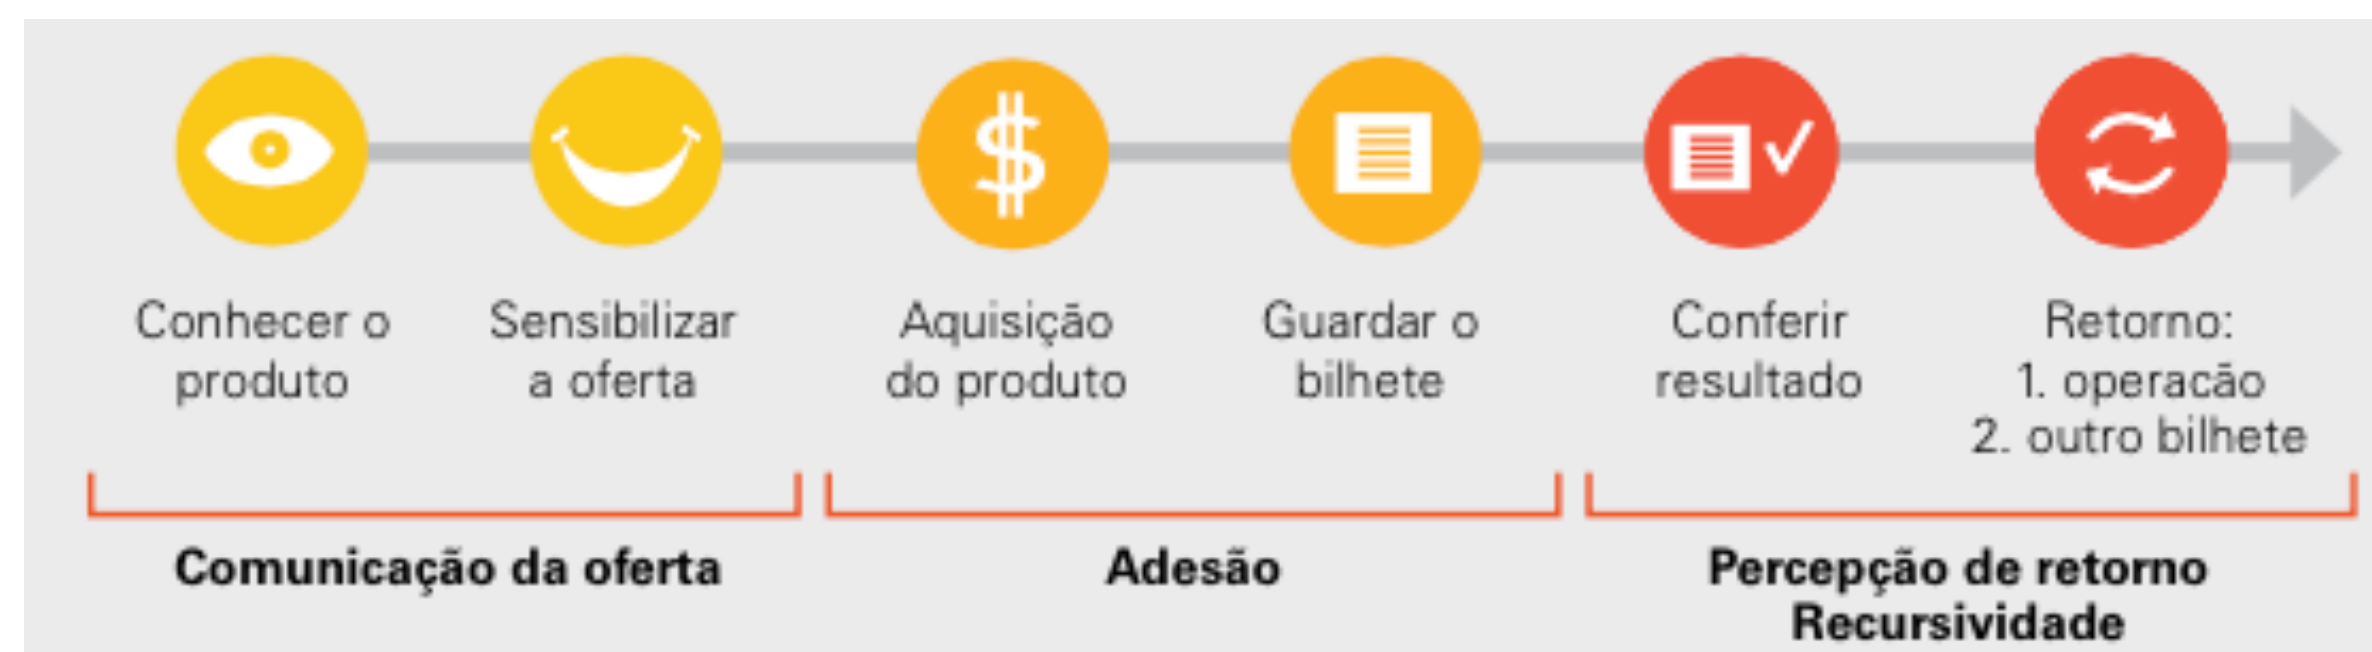 Conhecer o
produto
Sensibilizar
a oferta
$
Aquisição
do produto
Guardar o
bilhete
Conferir
resultado
Retorno:
1. operacão
2. outro bilhete
Comunicação da oferta
Adesão
Percepção de retorno
Recursividade